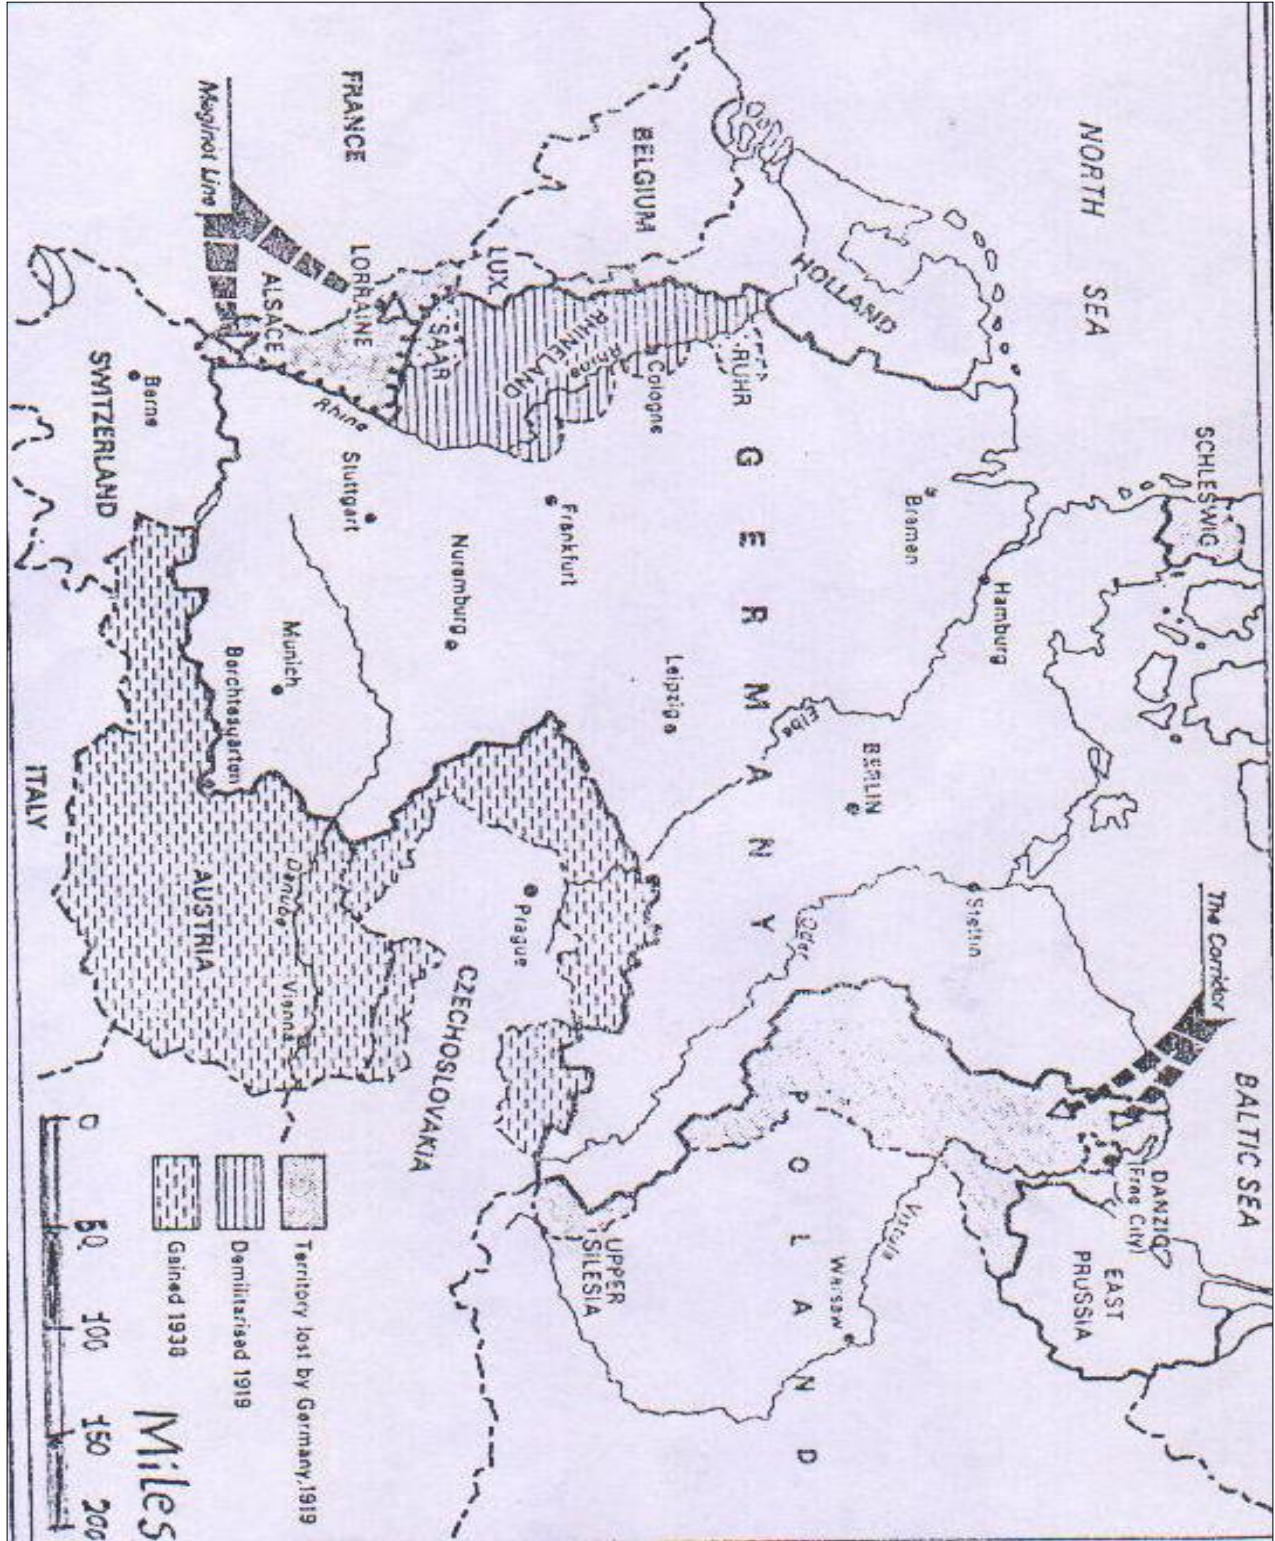 NORTH
SEA
BALTIC SEA
SCHLESWIG
The Corridor
DANZIG
(Free City)
EAST
PRUSSIA
Hamburg
Stettin
Bremen
HOLLAND
BERLIN
Elbe
Oder
Vistula
Warsaw
POLAND
GERMANY
RUHR
BELGIUM
Cologne
Rhine
RHINELAND
Leipzig
UPPER
SILESIA
Frankfurt
LUX
Prague
SAAR
Nuremburg
CZECHOSLOVAKIA
FRANCE
LORRAINE
Stuttgart
Rhine
ALSACE
Munich
Danube
Vienna
Berchtesgarten
Maginot Line
AUSTRIA
Berne
SWITZERLAND
ITALY
Territory lost by Germany,1919
Demilitarised 1919
Gained 1938
0 50 100 150 200
Miles